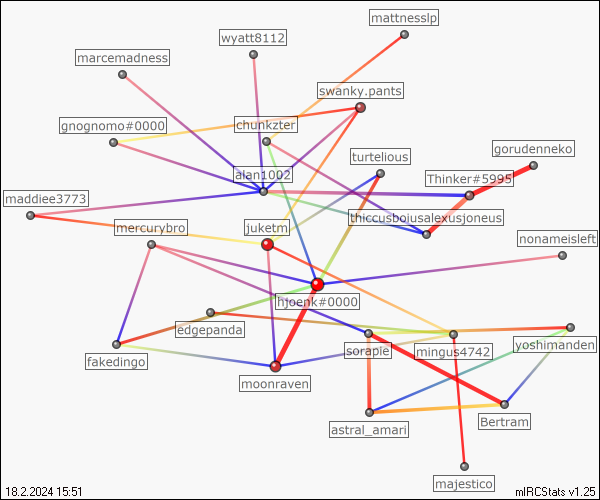 mattnesslp
wyatt8112
marcemadness
swanky.pants
gnognomo#0000
chunkzter
turtelious
gorudenneko
alan1002
Thinker#5995
maddiee3773
thiccusboiusalexusjoneus
mercurybro
juketm
nonameisleft
hjoenk#0000
edgepanda
fakedingo
sorapie
mingus4742
yoshimanden
moonraven
Bertram
astral_amari
majestico
18.2.2024 15:51
mIRCStats v1.25